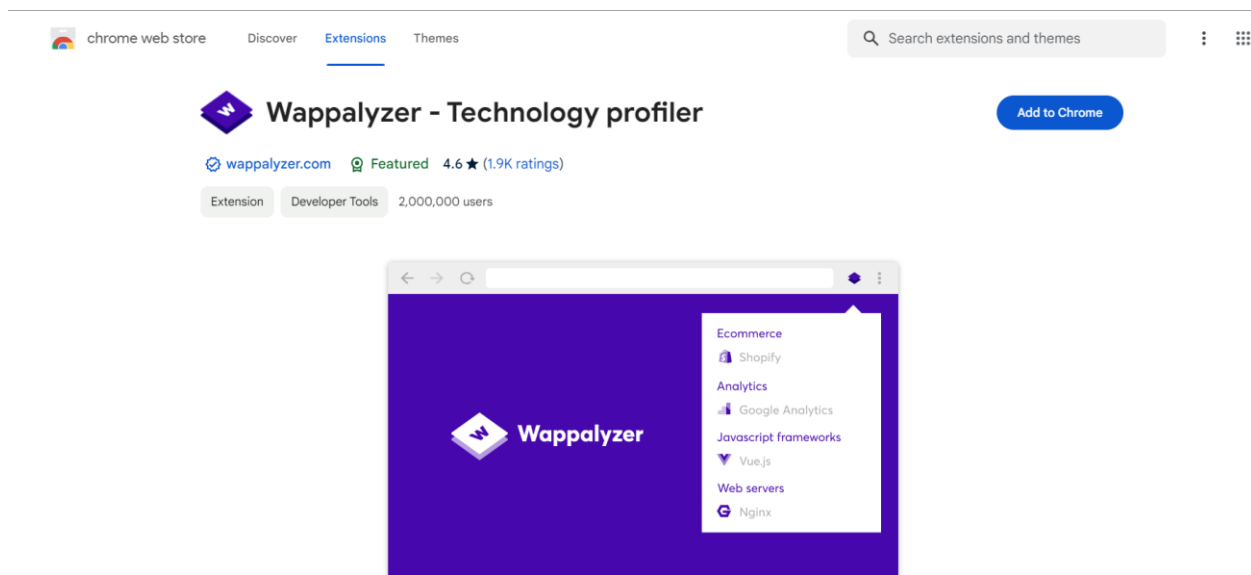 chrome web store Discover Extensions Themes Search extensions and themes
W Wappalyzer - Technology profiler Add to Chrome
wappalyzer.com Featured 4.6 ★ (1.9K ratings)
Extension Developer Tools 2,000,000 users
Ecommerce
Shopify
Analytics
Google Analytics
W Wappalyzer
Javascript frameworks
Vue.js
Web servers
Nginx